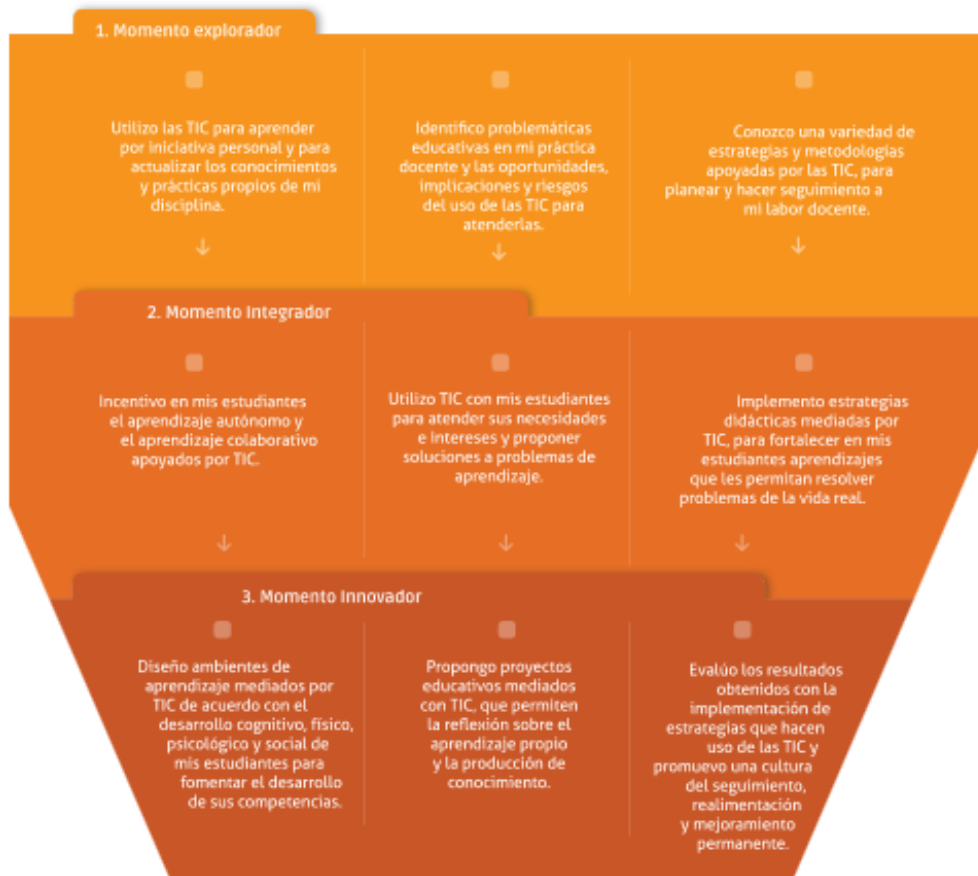 1. Momento explorador
Utilizo las TIC para aprender
por iniciativa personal y para
actualizar los conocimientos
y prácticas propios de mi
disciplina.
Identifico problemáticas
educativas en mi práctica
docente y las oportunidades,
implicaciones y riesgos
del uso de las TIC para
atenderlas.
Conozco una variedad de
estrategias y metodologías
apoyadas por las TIC, para
planear y hacer seguimiento a
mi labor docente.
2. Momento Integrador
Incentivo en mis estudiantes
el aprendizaje autónomo y
el aprendizaje colaborativo
apoyados por TIC.
Utilizo TIC con mis estudiantes
para atender sus necesidades
e intereses y proponer
soluciones a problemas de
aprendizaje.
Implemento estrategias
didácticas mediadas por
TIC, para fortalecer en mis
estudiantes aprendizajes
que les permitan resolver
problemas de la vida real.
3. Momento Innovador
Diseño ambientes de
aprendizaje mediados por
TIC de acuerdo con el
desarrollo cognitivo, físico,
psicológico y social de
mis estudiantes para
fomentar el desarrollo
de sus competencias.
Propongo proyectos
educativos mediados
con TIC, que permiten
la reflexión sobre el
aprendizaje propio
y la producción de
conocimiento.
Evalúo los resultados
obtenidos con la
implementación de
estrategias que hacen
uso de las TIC y
promuevo una cultura
del seguimiento,
realimentación
y mejoramiento
permanente.